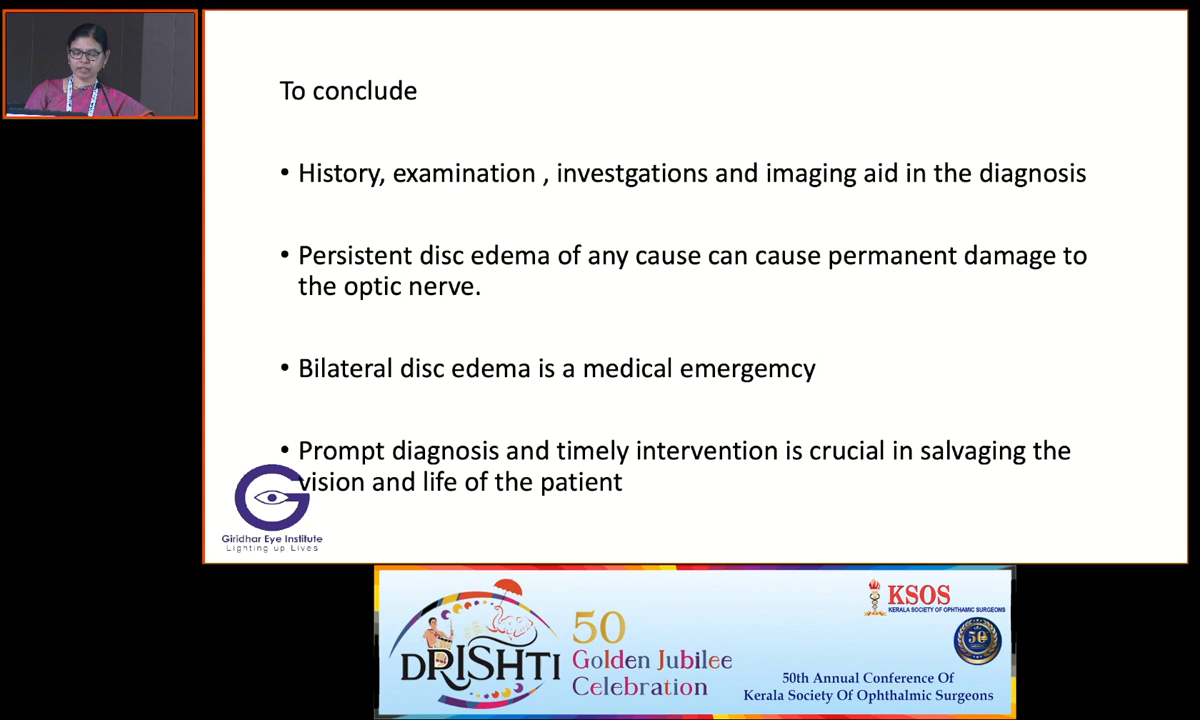 To conclude
• History, examination , investgations and imaging aid in the diagnosis
• Persistent disc edema of any cause can cause permanent damage to
the optic nerve.
• Bilateral disc edema is a medical emergemcy
• Prompt diagnosis and timely intervention is crucial in salvaging the
vision and life of the patient
Giridhar Eye Institute
Lighting up Lives
DRISHTI
50
Golden Jubilee
Celebration
KSOS
KERALA SOCIETY OF OPHTHAMIC SURGEONS
50
50th Annual Conference Of
Kerala Society Of Ophthalmic Surgeons